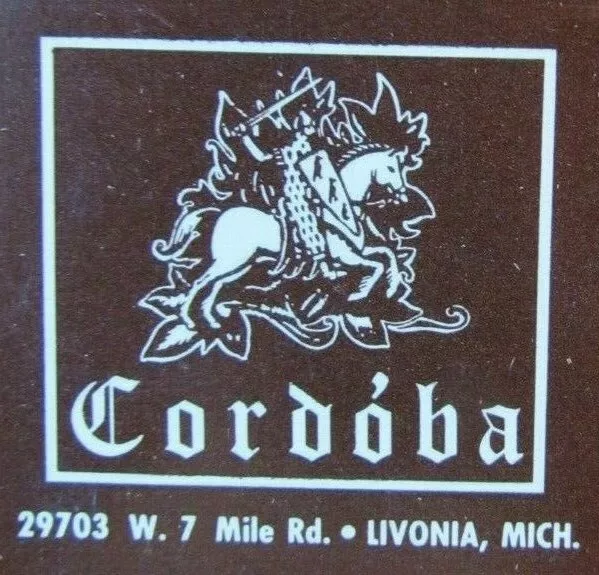 Cordóba
29703 W. 7 Mile Rd. • LIVONIA, MICH.